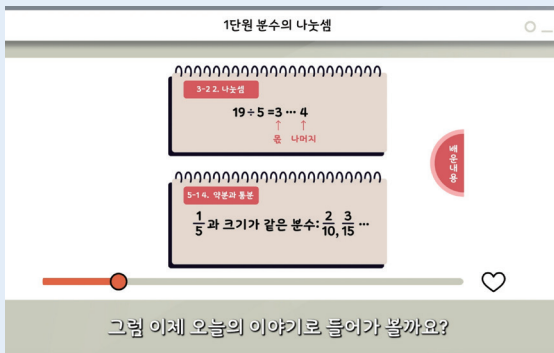 1단원 분수의 나눗셈
3-2 2. 나눗셈
19÷5=3 ··· 4
↑ ↑
몫 나머지
배운내용
5-1 4. 약분과 통분
1/5과 크기가 같은 분수: 2/10, 3/15 ···
그럼 이제 오늘의 이야기로 들어가 볼까요?